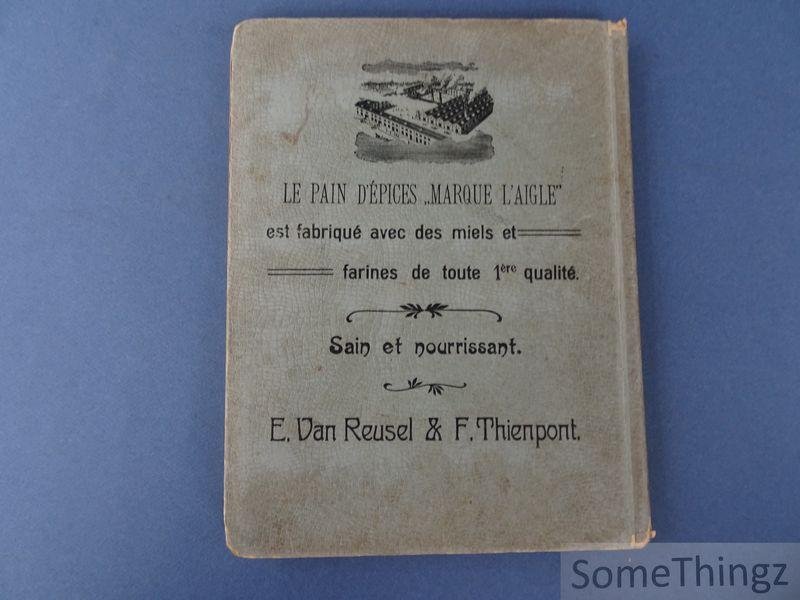 LE PAIN D'ÉPICES „MARQUE L'AIGLE"
est fabriqué avec des miels et
farines de toute 1ère qualité.
Sain et nourrissant.
E. Van Reusel & F. Thienpont.
SomeThingz